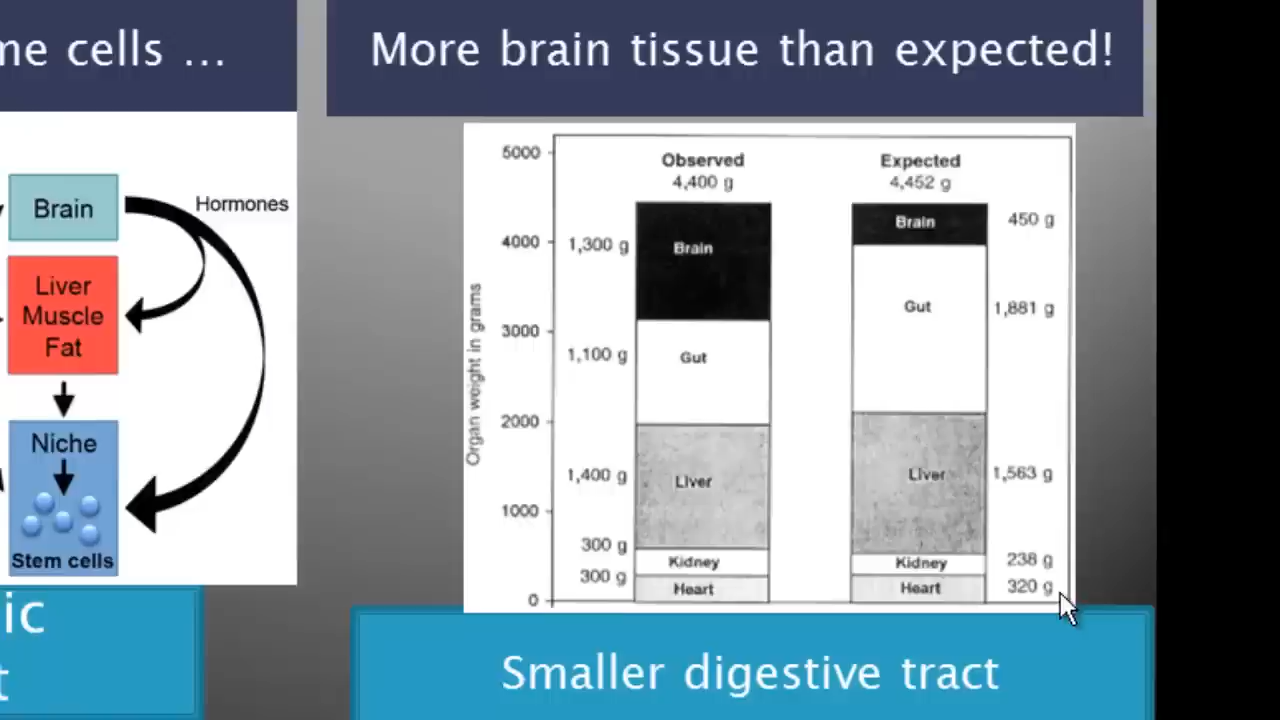 me cells ...
Brain
Hormones
Liver
Muscle
Fat
Niche
Stem cells
ic
t
More brain tissue than expected!
Organ weight in grams
5000
4000
3000
2000
1000
0
Observed
4,400 g
1,300 g
Brain
1,100 g
Gut
1,400 g
Liver
300 g
Kidney
300 g
Heart
Expected
4,452 g
Brain
450 g
Gut
1,881 g
Liver
1,563 g
Kidney
238 g
Heart
320 g
Smaller digestive tract